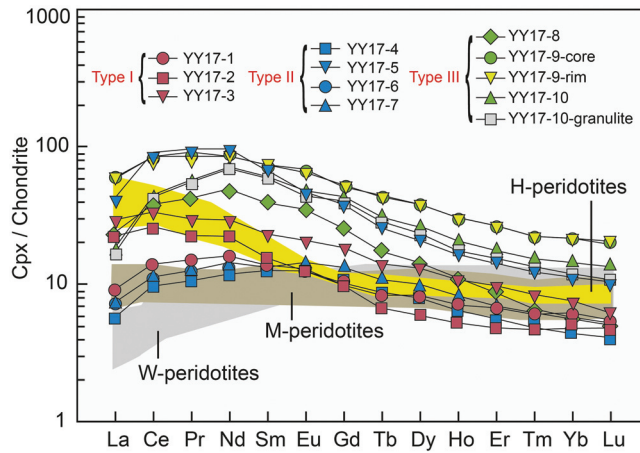 1000
100
10
1
Cpx / Chondrite
Type I
YY17-1
YY17-2
YY17-3
Type II
YY17-4
YY17-5
YY17-6
YY17-7
Type III
YY17-8
YY17-9-core
YY17-9-rim
YY17-10
YY17-10-granulite
H-peridotites
M-peridotites
W-peridotites
La Ce Pr Nd Sm Eu Gd Tb Dy Ho Er Tm Yb Lu